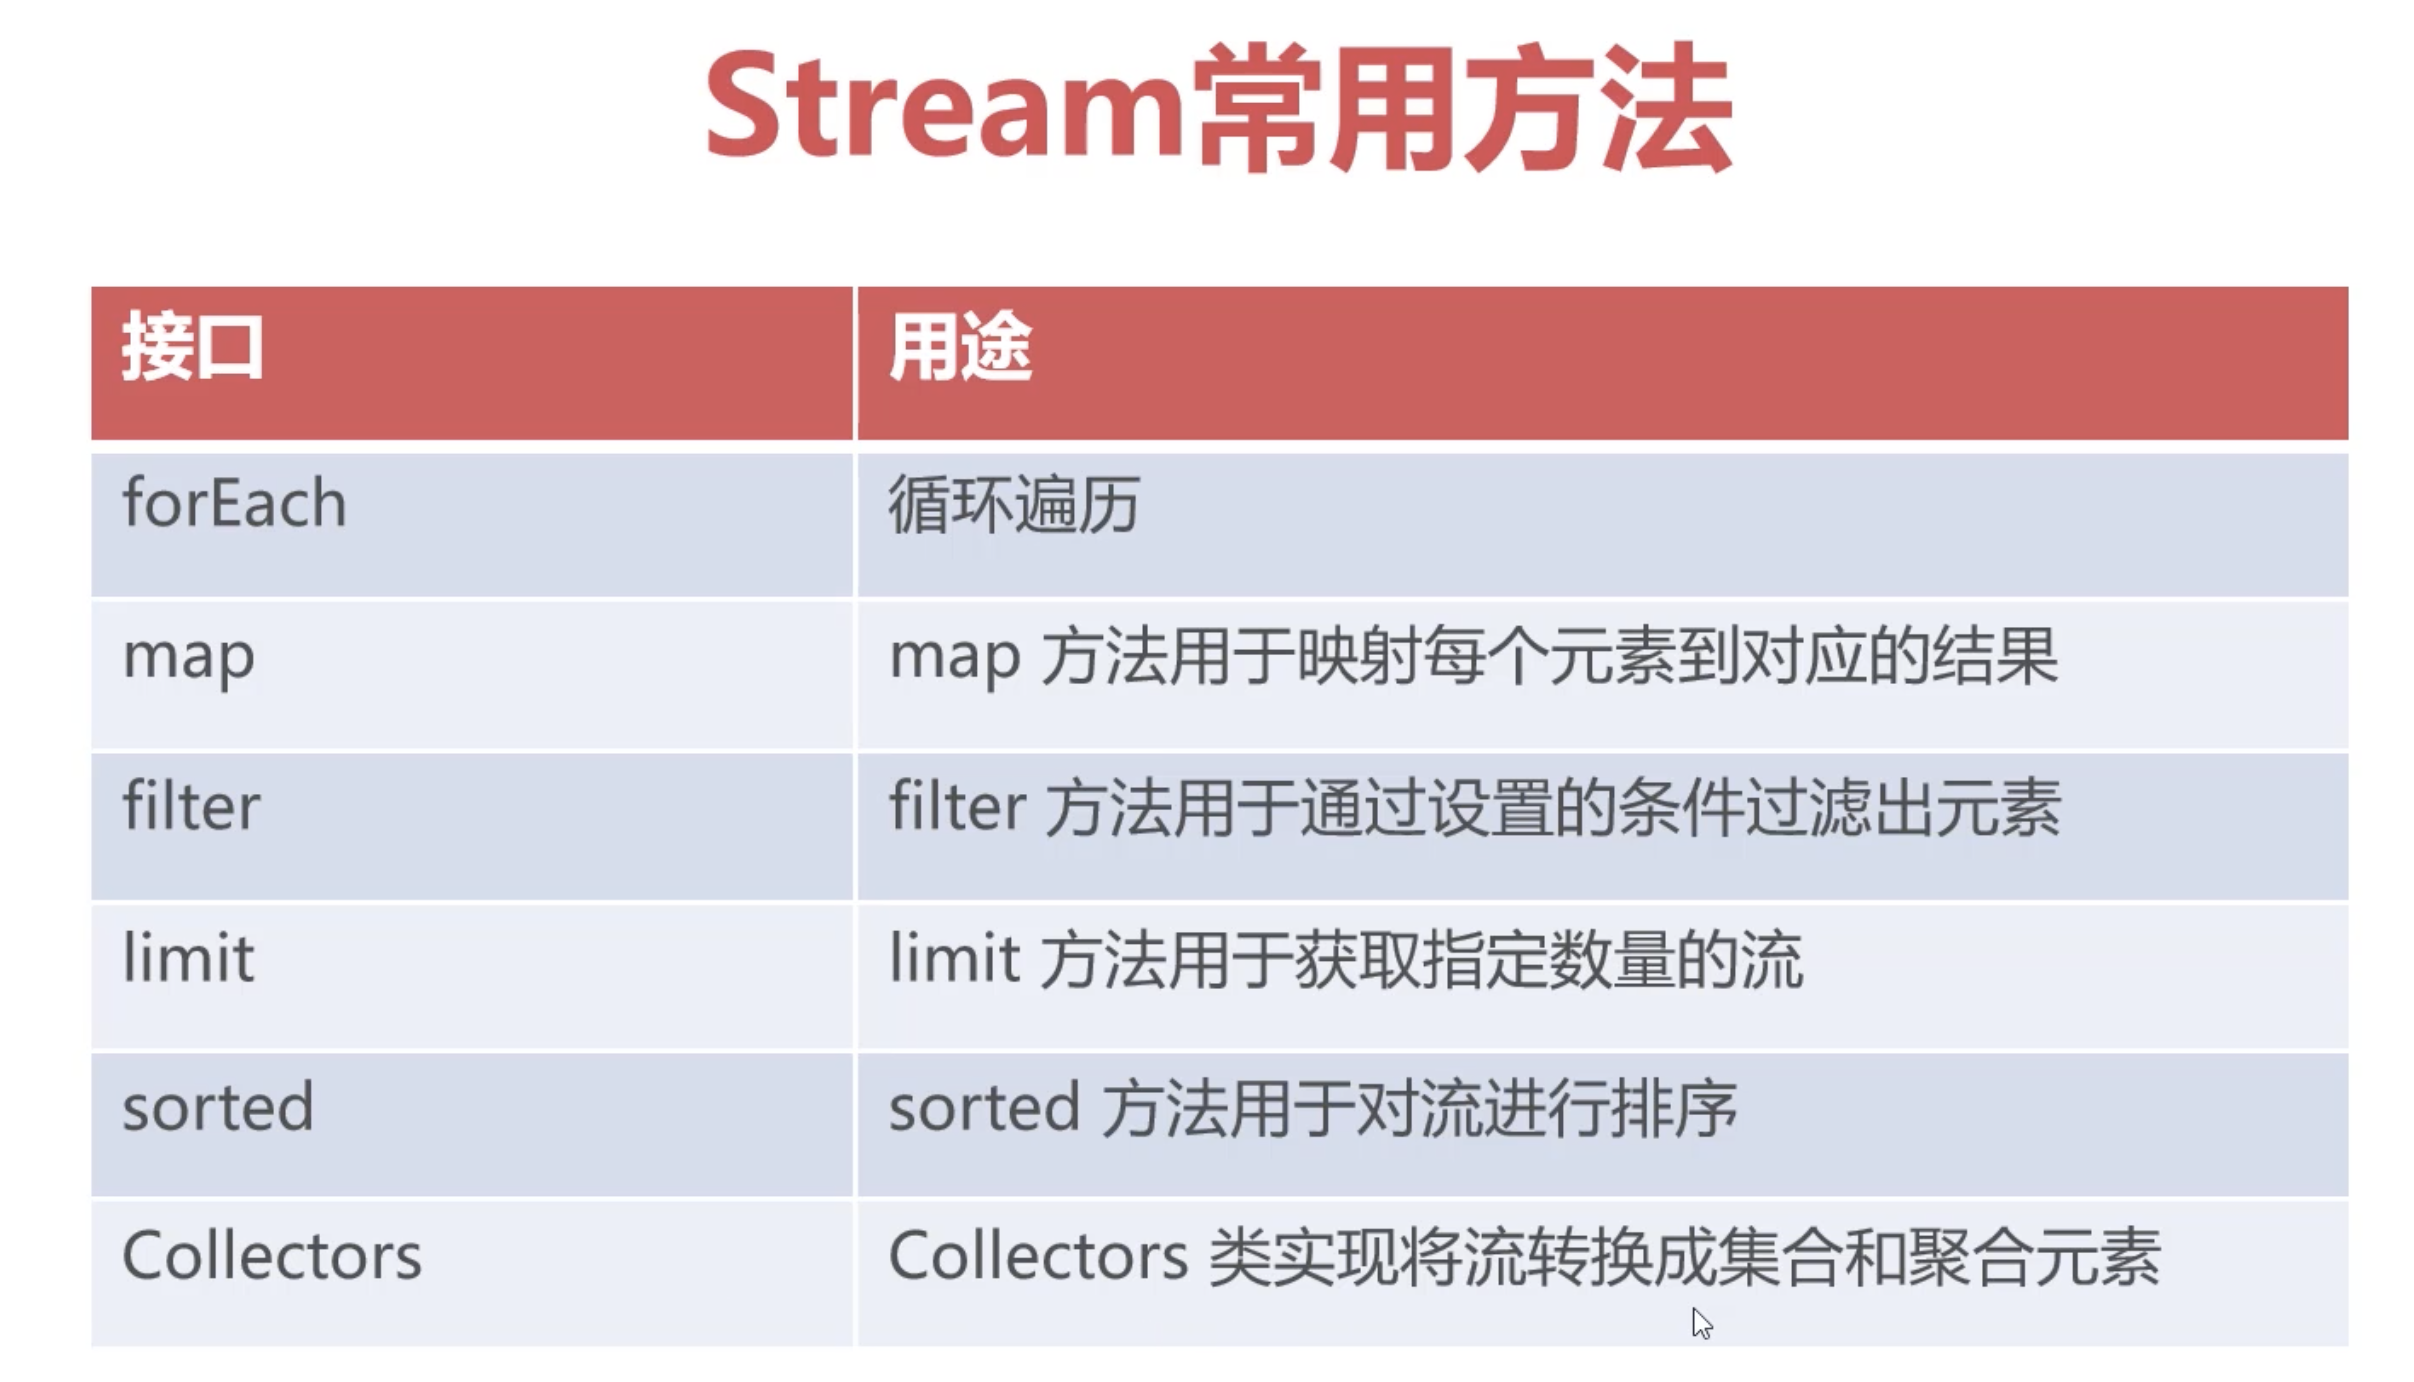 Stream常用方法
接口 用途
forEach 循环遍历
map map 方法用于映射每个元素到对应的结果
filter filter 方法用于通过设置的条件过滤出元素
limit limit 方法用于获取指定数量的流
sorted sorted 方法用于对流进行排序
Collectors Collectors 类实现将流转换成集合和聚合元素